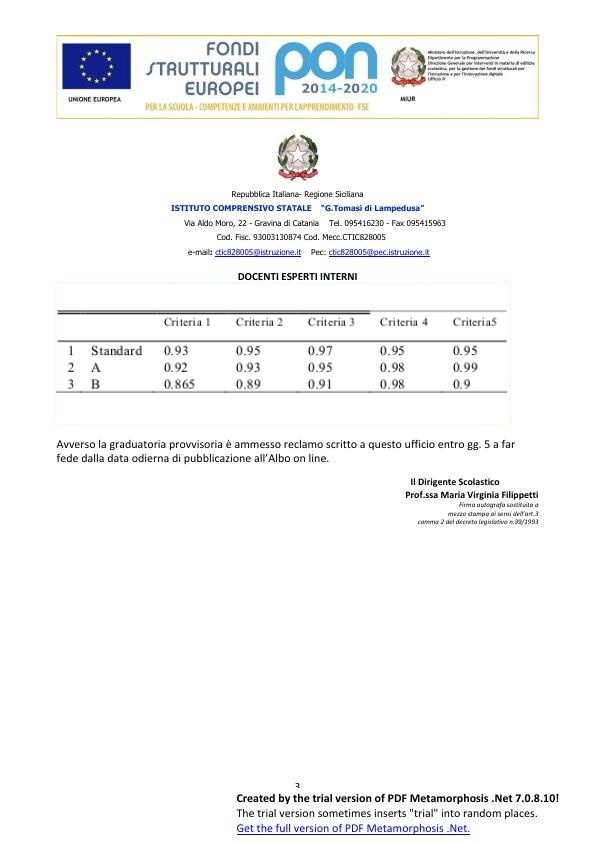 FONDI
STRUTTURALI
EUROPEI
pon
2014-2020
UNIONE EUROPEA
PER LA SCUOLA - COMPETENZE E AMBIENTI PER L'APPRENDIMENTO - FSE
Ministero dell'Istruzione, dell'Università e della Ricerca
Dipartimento per la Programmazione
Direzione Generale per interventi in materia di edilizia
scolastica, per la gestione dei fondi strutturali per
l'istruzione e per l'innovazione digitale
Ufficio IV
MIUR
Repubblica Italiana- Regione Siciliana
ISTITUTO COMPRENSIVO STATALE "G.Tomasi di Lampedusa"
Via Aldo Moro, 22 - Gravina di Catania Tel. 095416230 - Fax 095415963
Cod. Fisc. 93003130874 Cod. Mecc.CTIC828005
e-mail: ctic828005@istruzione.it Pec: ctic828005@pec.istruzione.it
DOCENTI ESPERTI INTERNI
Criteria 1 Criteria 2 Criteria 3 Criteria 4 Criteria5
1 Standard 0.93 0.95 0.97 0.95 0.95
2 A 0.92 0.93 0.95 0.98 0.99
3 B 0.865 0.89 0.91 0.98 0.9
Avverso la graduatoria provvisoria è ammesso reclamo scritto a questo ufficio entro gg. 5 a far
fede dalla data odierna di pubblicazione all'Albo on line.
Il Dirigente Scolastico
Prof.ssa Maria Virginia Filippetti
Firma autografa sostituita a
mezzo stampa ai sensi dell'art.3
comma 2 del decreto legislativo n.39/1993
3
Created by the trial version of PDF Metamorphosis .Net 7.0.8.10!
The trial version sometimes inserts "trial" into random places.
Get the full version of PDF Metamorphosis .Net.